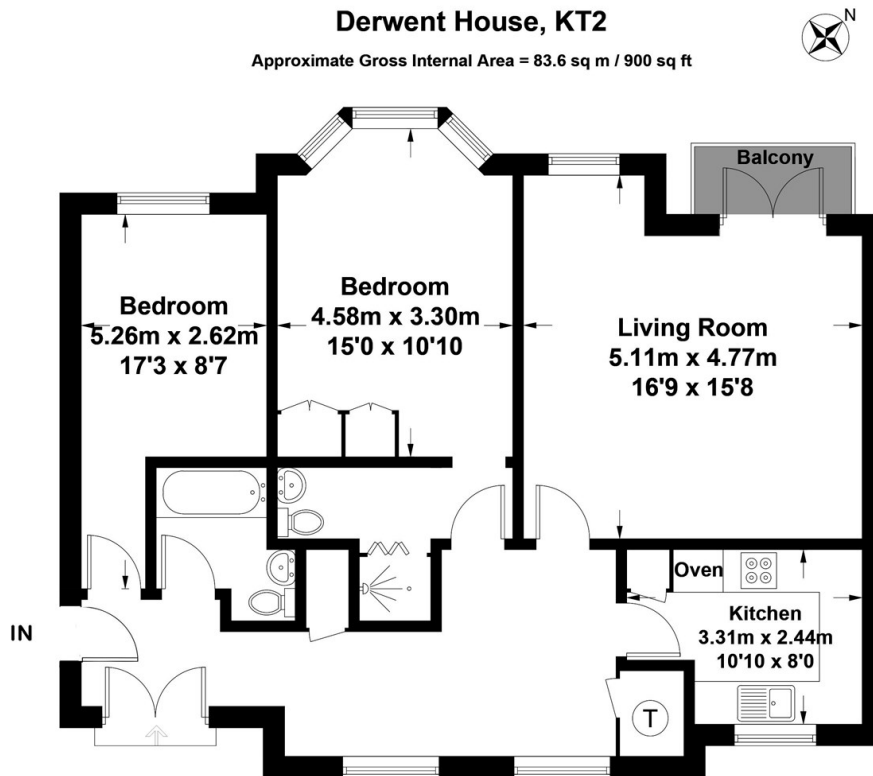 Derwent House, KT2
N
Approximate Gross Internal Area = 83.6 sq m / 900 sq ft
Balcony
Bedroom
5.26m x 2.62m
17'3 x 8'7
Bedroom
4.58m x 3.30m
15'0 x 10'10
Living Room
5.11m x 4.77m
16'9 x 15'8
Oven
Kitchen
3.31m x 2.44m
10'10 x 8'0
IN
T